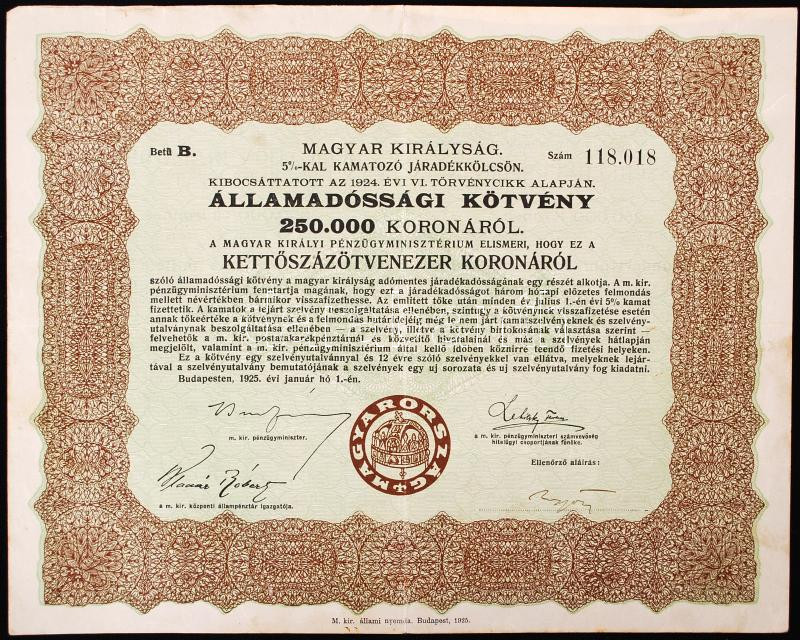 Betű B.
MAGYAR KIRÁLYSÁG.
Szám 118.018
5%-KAL KAMATOZÓ JÁRADÉKKÖLCSÖN.
KIBOCSÁTTATOTT AZ 1924. ÉVI VI. TÖRVÉNYCIKK ALAPJÁN.
ÁLLAMADÓSSÁGI KÖTVÉNY
250.000 KORONÁRÓL.
A MAGYAR KIRÁLYI PÉNZÜGYMINISZTÉRIUM ELISMERI, HOGY EZ A
KETTŐSZÁZÖTVENEZER KORONÁRÓL
szóló államadóssági kötvény a magyar királyság adómentes járadékadósságának egy részét alkotja. A m. kir.
pénzügyminisztérium fenntartja magának, hogy ezt a járadékadósságot három hónapi előzetes felmondás
mellett névértékben bármikor visszafizethesse. Az említett tőke után minden év julius 1.-én évi 5% kamat
fizettetik. A kamatok a lejárt szelvény beszolgáltatása ellenében, szintugy a kötvénynek visszafizetése esetén
annak tőkeértéke a kötvénynek és a felmondás határidejéig még le nem járt kamatszelvényeknek és szelvény-
utalványnak beszolgáltatása ellenében — a szelvény, illetve a kötvény birtokosának választása szerint —
felvehetők a m. kir. postatakarékpénztárnál és közvetítő hivatalainál és más a szelvények hátlapján
megjelölt, valamint a m. kir. pénzügyminisztérium által kellő időben köznirre teendő fizetési helyeken.
Ez a kötvény egy szelvényutalvánnyal és 12 évre szóló szelvényekkel van ellátva, melyeknek lejár-
tával a szelvényutalvány bemutatójának a szelvények egy uj sorozata és uj szelvényutalvány fog kiadatni.
Budapesten, 1925. évi január hó 1.-én.
m. kir. pénzügyminiszter.
MAGYARORSZÁG
a m. kir. pénzügyminiszteri számvevőség
hitelügyi csoportjának főnöke.
Ellenőrző aláírás:
a m. kir. központi állampénztár igazgatója.
M. kir. állami nyomda. Budapest, 1925.